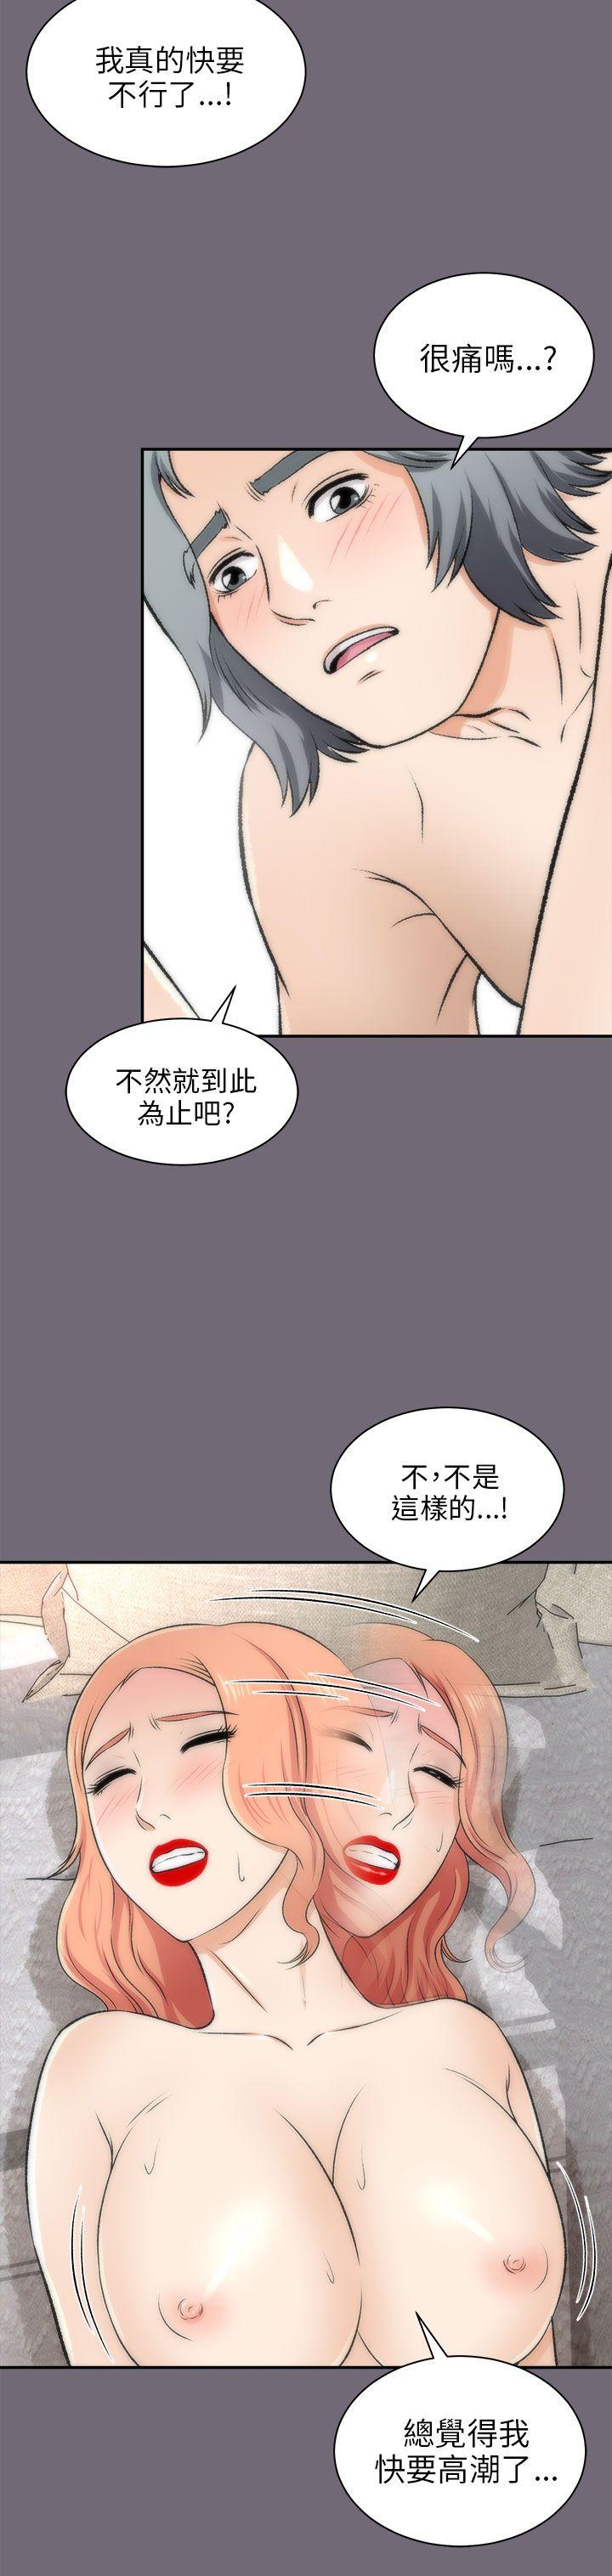 我真的快要
不行了...!
很痛嗎...?
不然就到此
為止吧?
不,不是
這樣的...!
總覺得我
快要高潮了...